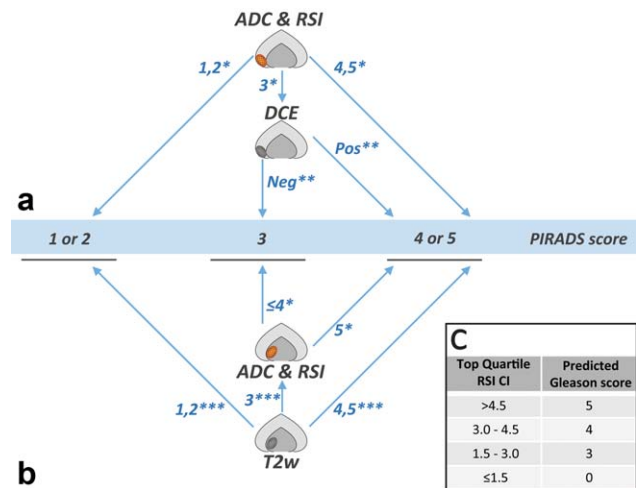 ADC & RSI
1,2*
4,5*
3*
DCE
Pos**
Neg**
a
1 or 2
3
4 or 5
PIRADS score
≤4*
5*
ADC & RSI
1,2***
3***
4,5***
T2w
b
C
Top Quartile RSI CI
Predicted Gleason score
>4.5 5
3.0 - 4.5 4
1.5 - 3.0 3
≤1.5 0